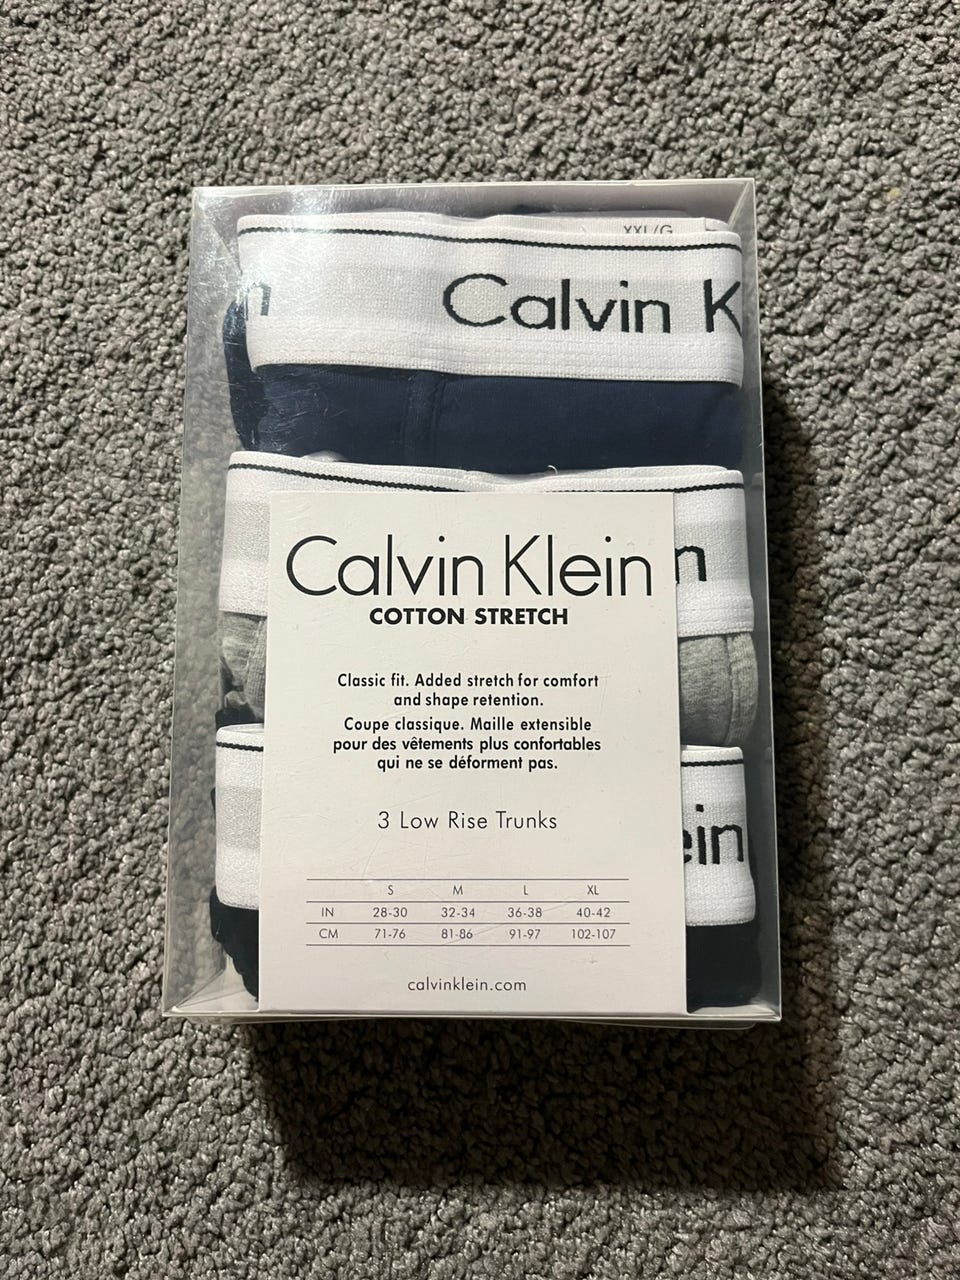 XXL/G
n Calvin K
Calvin Klein
n
COTTON STRETCH
Classic fit. Added stretch for comfort
and shape retention.
Coupe classique. Maille extensible
pour des vêtements plus confortables
qui ne se déforment pas.
3 Low Rise Trunks
ein
S M L XL
IN 28-30 32-34 36-38 40-42
CM 71-76 81-86 91-97 102-107
calvinklein.com